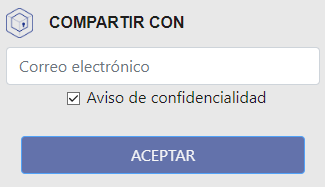 COMPARTIR CON
Correo electrónico
Aviso de confidencialidad
ACEPTAR